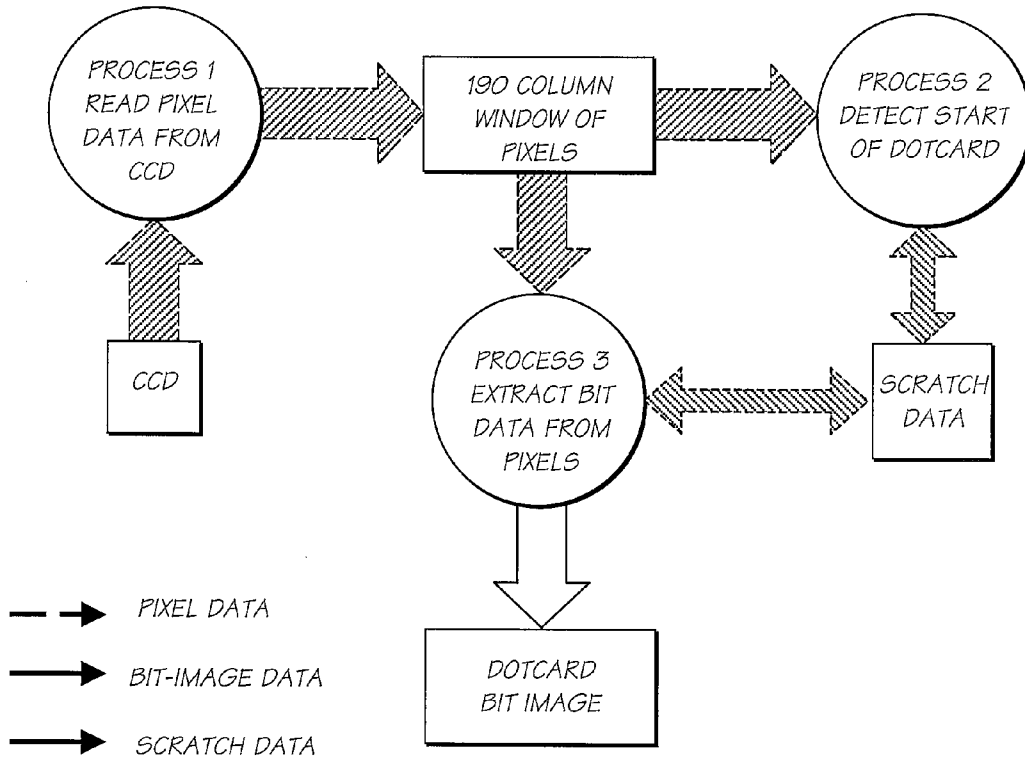 PROCESS 1
READ PIXEL
DATA FROM
CCD
190 COLUMN
WINDOW OF
PIXELS
PROCESS 2
DETECT START
OF DOTCARD
CCD
PROCESS 3
EXTRACT BIT
DATA FROM
PIXELS
SCRATCH
DATA
PIXEL DATA
BIT-IMAGE DATA
SCRATCH DATA
DOTCARD
BIT IMAGE